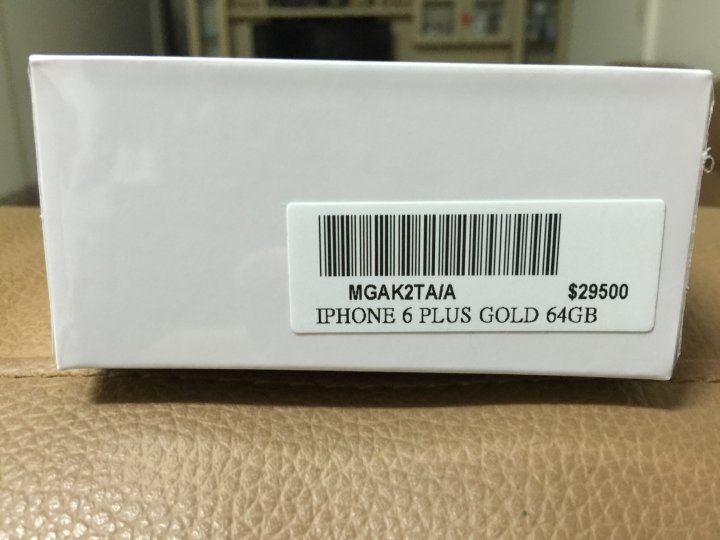 MGAK2TA/A $29500
IPHONE 6 PLUS GOLD 64GB